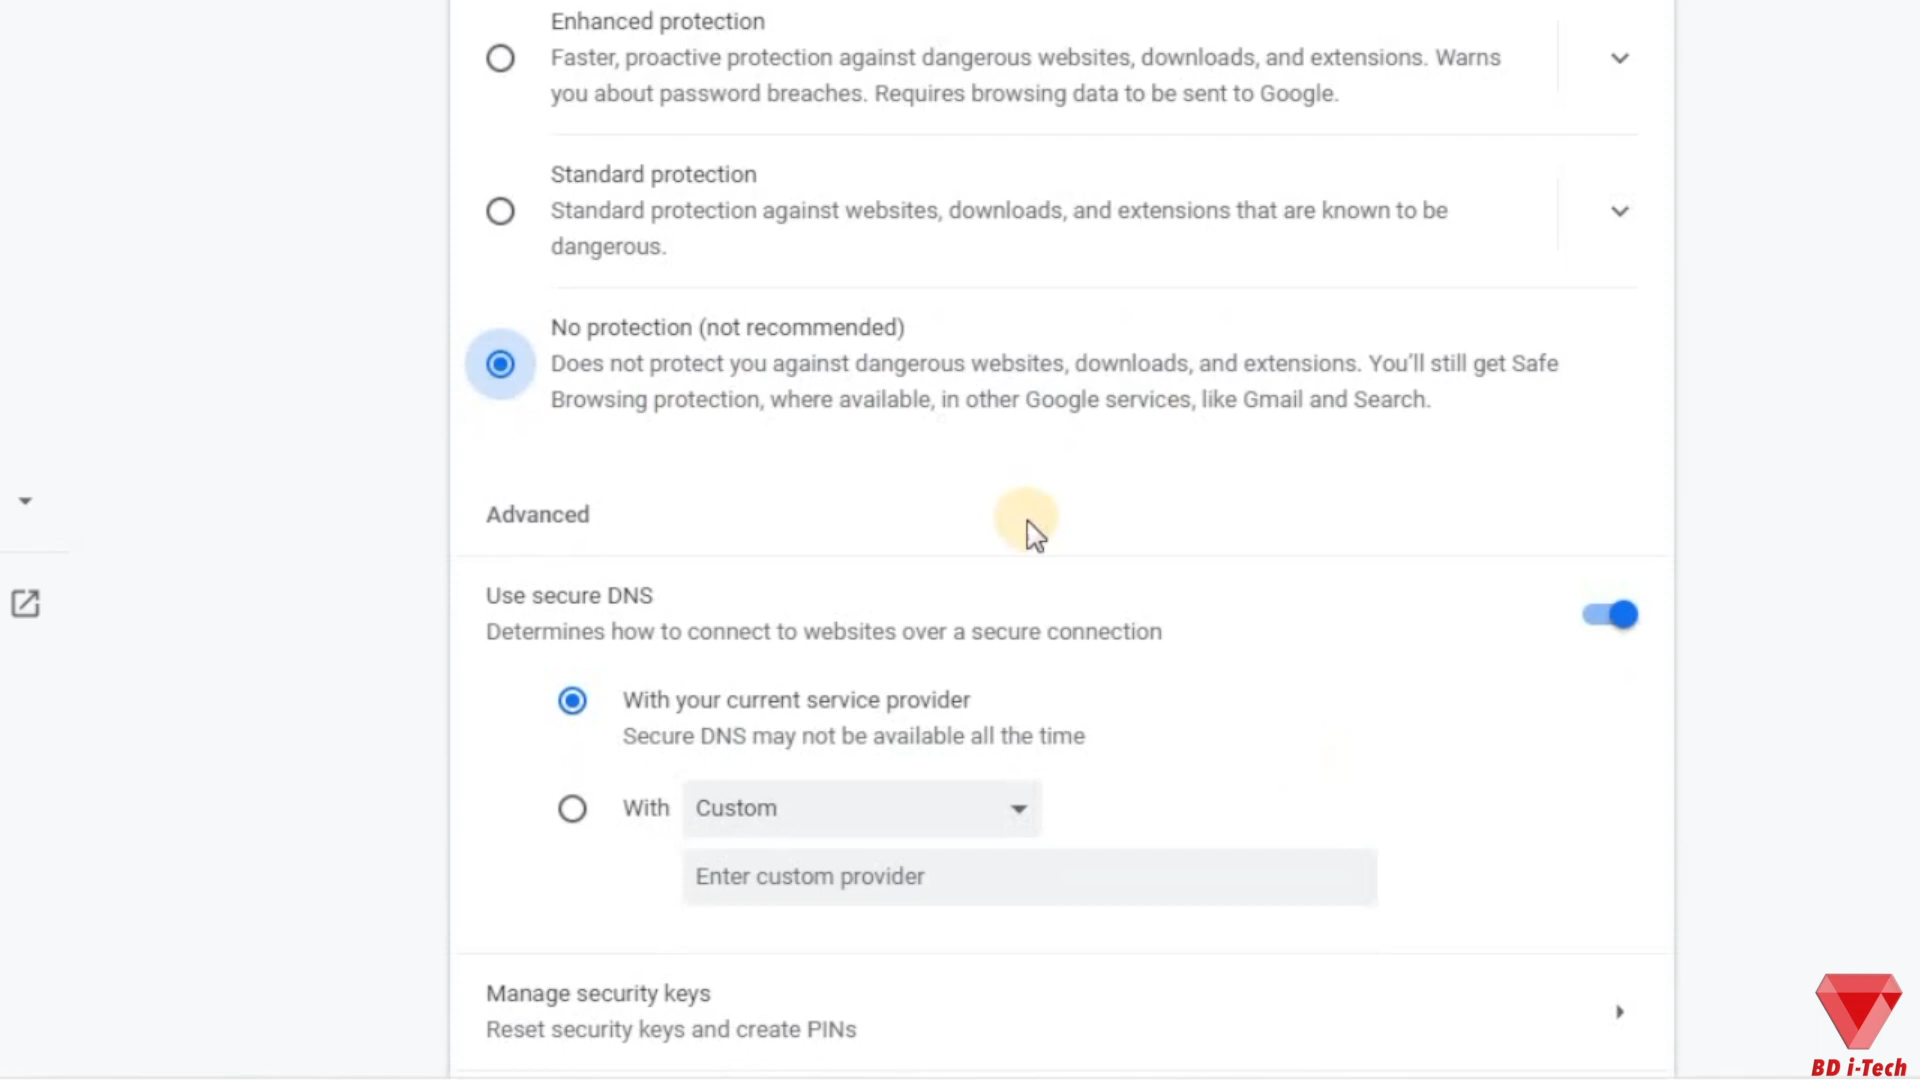 Enhanced protection
Faster, proactive protection against dangerous websites, downloads, and extensions. Warns
you about password breaches. Requires browsing data to be sent to Google.
Standard protection
Standard protection against websites, downloads, and extensions that are known to be
dangerous.
No protection (not recommended)
Does not protect you against dangerous websites, downloads, and extensions. You’ll still get Safe
Browsing protection, where available, in other Google services, like Gmail and Search.
Advanced
Use secure DNS
Determines how to connect to websites over a secure connection
With your current service provider
Secure DNS may not be available all the time
With Custom
Enter custom provider
Manage security keys
Reset security keys and create PINs
BD i-Tech